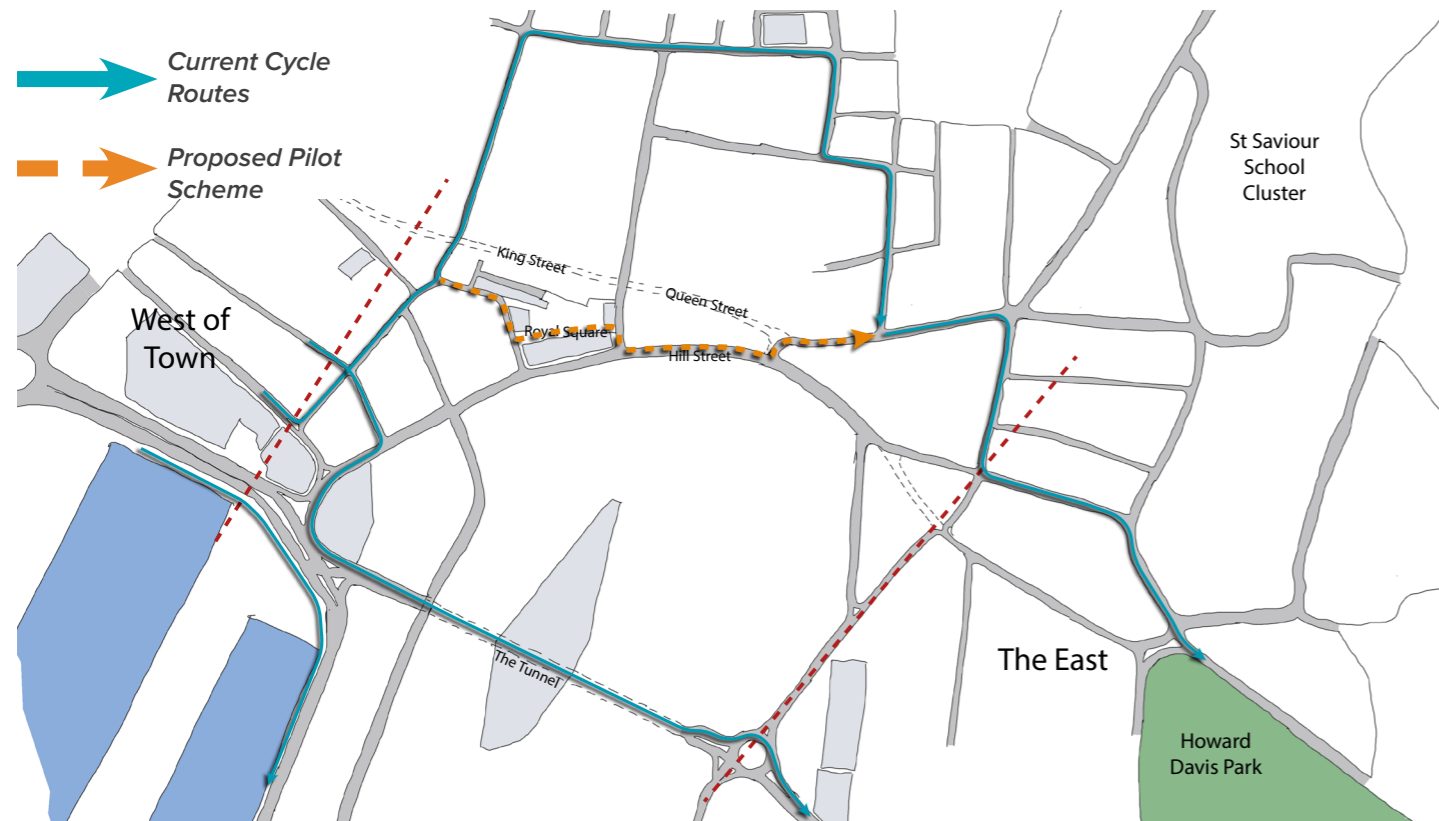 Current Cycle
Routes
Proposed Pilot
Scheme
St Saviour
School
Cluster
King Street
Queen Street
West of
Town
Royal Square
Hill Street
The Tunnel
The East
Howard
Davis Park